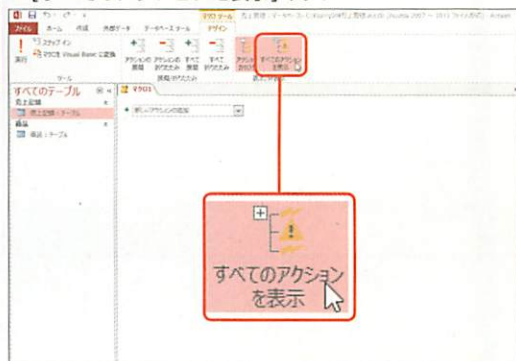 マクロ ツール
ファイル ホーム 作成 外部データ データベース ツール デザイン
ステップ イン
マクロを Visual Basic に変換
実行
アクションの展開
アクションの折りたたみ
すべて展開
すべて折りたたみ
すべてのアクションを表示
ツール
すべてのテーブル
マクロ1
売上記録
売上記録 : テーブル
商品
商品 : テーブル
新しいアクションの追加
すべてのアクション
を表示